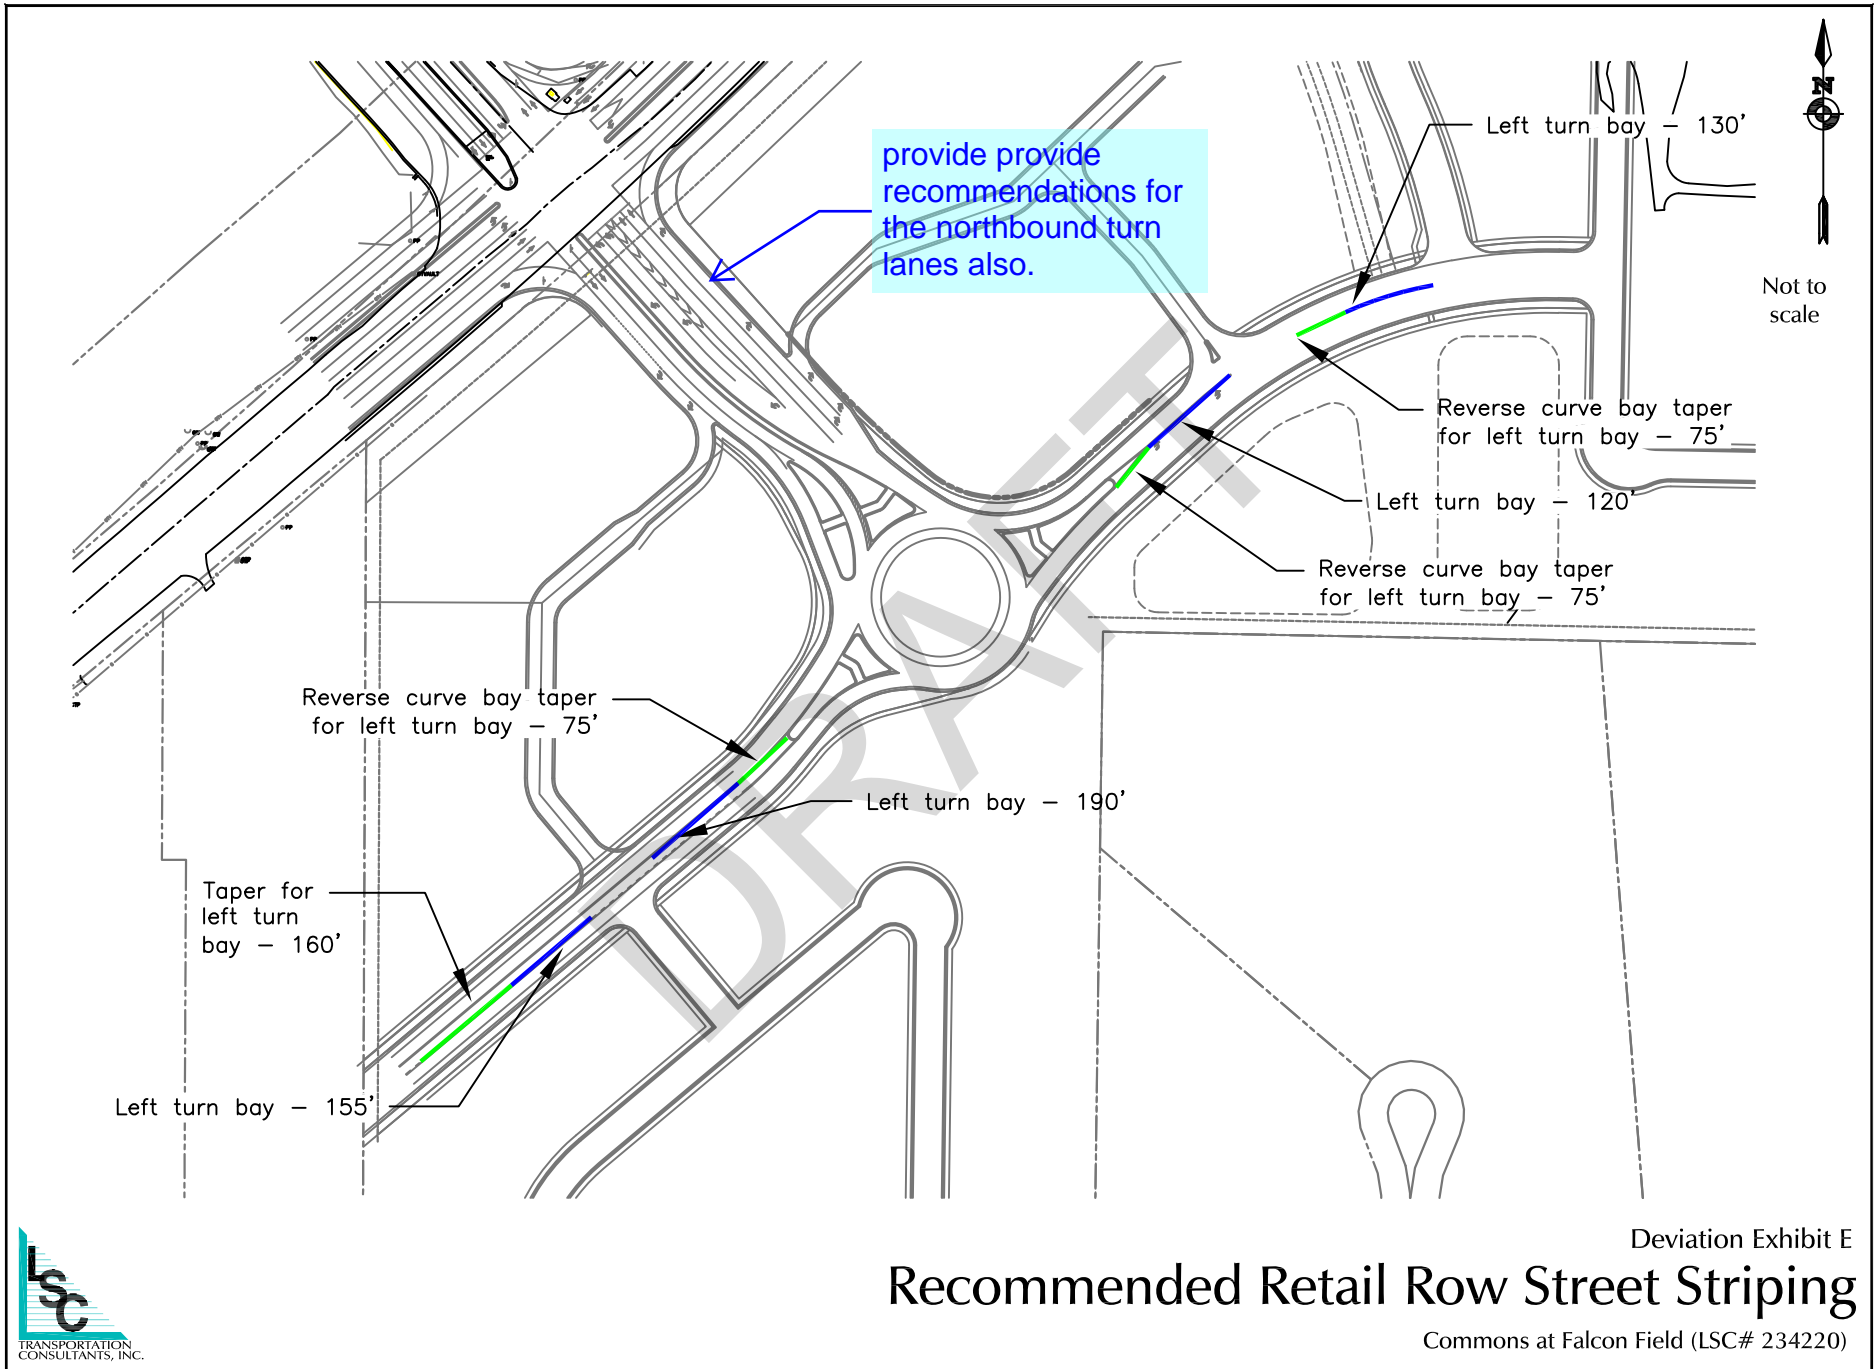 N
Not to
scale
Left turn bay – 130'
provide provide
recommendations for
the northbound turn
lanes also.
Reverse curve bay taper
for left turn bay – 75'
Left turn bay – 120'
Reverse curve bay taper
for left turn bay – 75'
Reverse curve bay taper
for left turn bay – 75'
Left turn bay – 190'
Taper for
left turn
bay – 160'
Left turn bay – 155'
DRAFT
Deviation Exhibit E
Recommended Retail Row Street Striping
Commons at Falcon Field (LSC# 234220)
LSC
TRANSPORTATION
CONSULTANTS, INC.